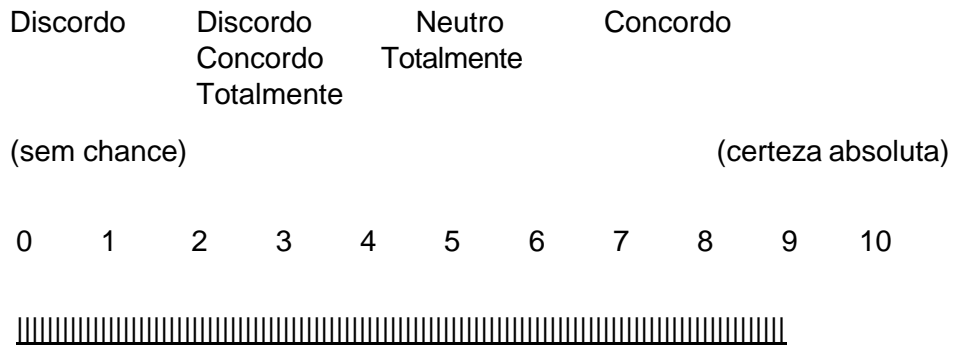 Discordo Discordo Neutro Concordo
Concordo Totalmente
Totalmente
(sem chance) (certeza absoluta)
0 1 2 3 4 5 6 7 8 9 10